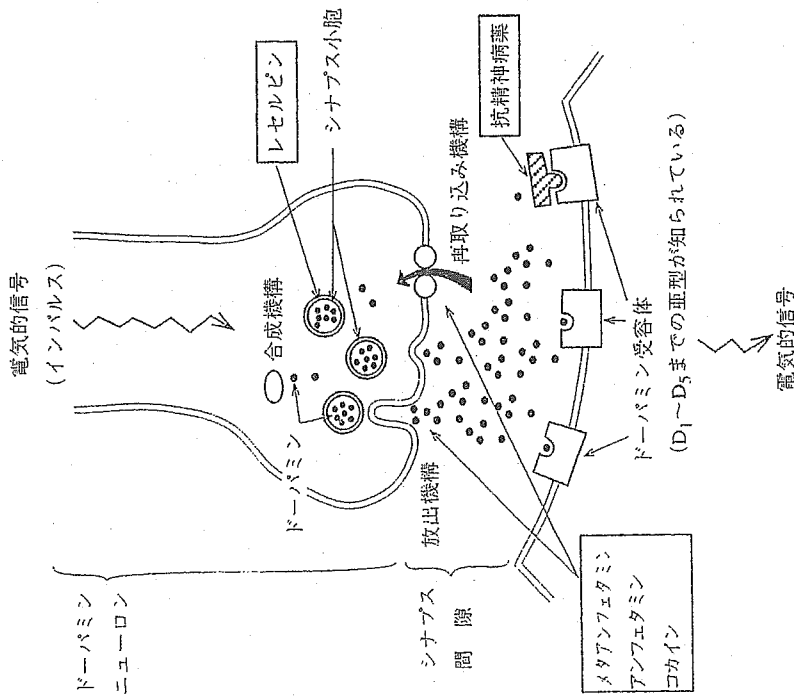 電気的信号
(インパルス)
ドーパミン
ニューロン
合成機構
レセルピン
シナプス小胞
ドーパミン
放出機構
再取り込み機構
シナプス
間　隙
抗精神病薬
メタアンフェタミン
アンフェタミン
コカイン
ドーパミン受容体
(D₁～D₅までの亜型が知られている)
電気的信号